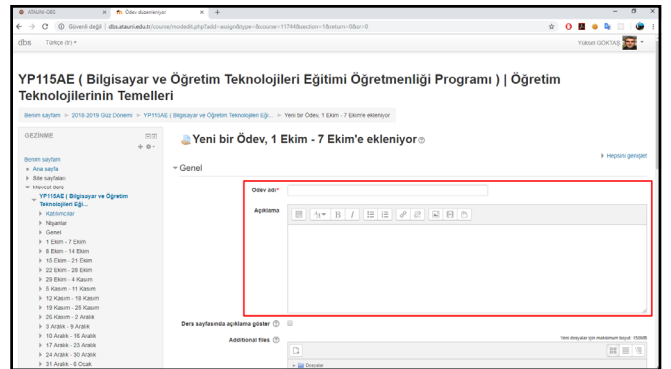 ATAUNI-OBS
Ödev düzenleniyor
Güvenli değil | dbs.atauni.edu.tr/course/modedit.php?add=assign&type=&course=11744&section=1&return=0&sr=0
dbs Türkçe (tr)
Yüksel GÖKTAŞ
YP115AE ( Bilgisayar ve Öğretim Teknolojileri Eğitimi Öğretmenliği Programı ) | Öğretim
Teknolojilerinin Temelleri
Benim sayfam ► 2018-2019 Güz Dönemi ► YP115AE ( Bilgisayar ve Öğretim Teknolojileri Eği... ► Yeni bir Ödev, 1 Ekim - 7 Ekim'e ekleniyor
GEZİNME
Benim sayfam
Ana sayfa
Site sayfaları
Mevcut ders
YP115AE ( Bilgisayar ve Öğretim
Teknolojileri Eği...
Katılımcılar
Nişanlar
Genel
1 Ekim - 7 Ekim
8 Ekim - 14 Ekim
15 Ekim - 21 Ekim
22 Ekim - 28 Ekim
29 Ekim - 4 Kasım
5 Kasım - 11 Kasım
12 Kasım - 18 Kasım
19 Kasım - 25 Kasım
26 Kasım - 2 Aralık
3 Aralık - 9 Aralık
10 Aralık - 16 Aralık
17 Aralık - 23 Aralık
24 Aralık - 30 Aralık
31 Aralık - 6 Ocak
Yeni bir Ödev, 1 Ekim - 7 Ekim'e ekleniyor
Hepsini genişlet
Genel
Ödev adı*
Açıklama
Ders sayfasında açıklama göster
Additional files
Yeni dosyalar için maksimum boyut: 150MB
Dosyalar